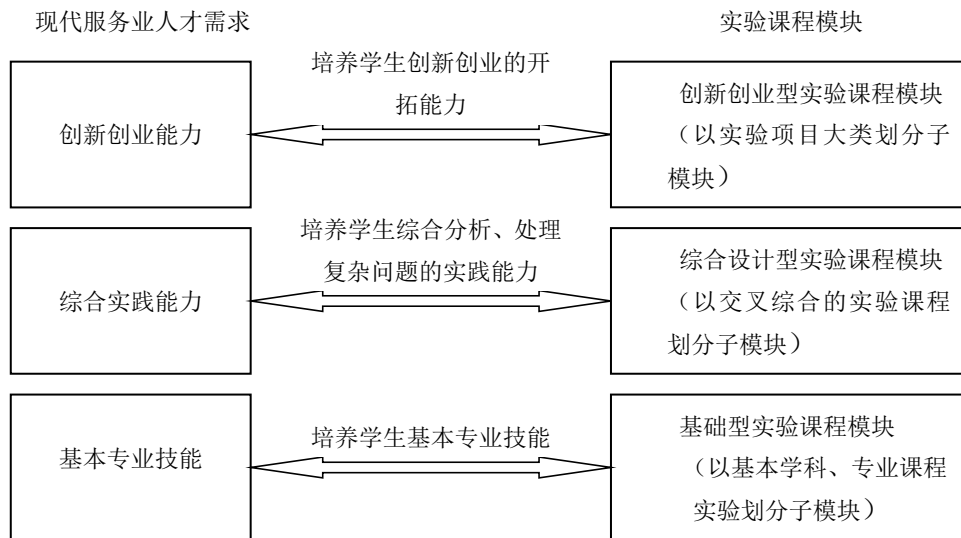 现代服务业人才需求
实验课程模块
创新创业能力
培养学生创新创业的开
拓能力
创新创业型实验课程模块
（以实验项目大类划分子
模块）
综合实践能力
培养学生综合分析、处理
复杂问题的实践能力
综合设计型实验课程模块
（以交叉综合的实验课程
划分子模块）
基本专业技能
培养学生基本专业技能
基础型实验课程模块
（以基本学科、专业课程
实验划分子模块）